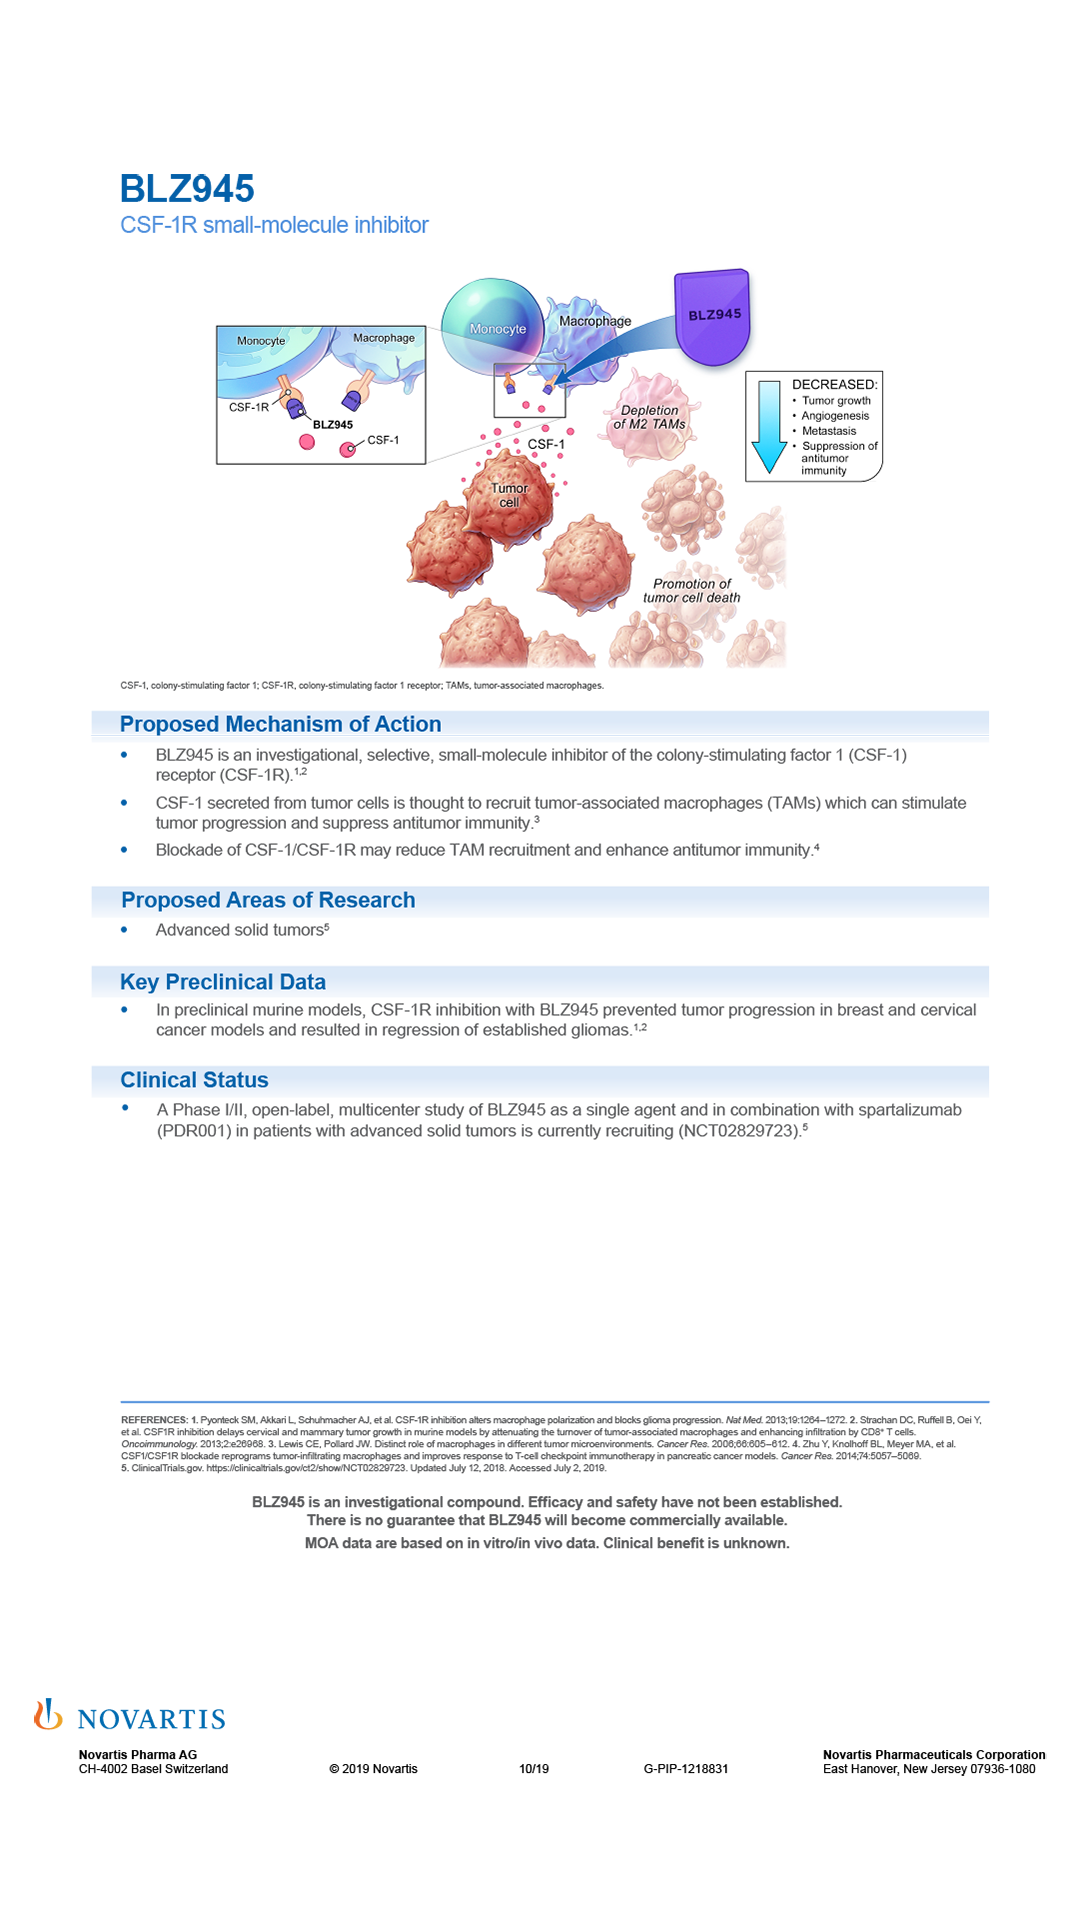 BLZ945
CSF-1R small-molecule inhibitor
Monocyte
Macrophage
BLZ945
Monocyte
Macrophage
CSF-1R
BLZ945
CSF-1
DECREASED:
• Tumor growth
• Angiogenesis
• Metastasis
• Suppression of
antitumor
immunity
Depletion
of M2 TAMs
CSF-1
Tumor
cell
Promotion of
tumor cell death
CSF-1, colony-stimulating factor 1; CSF-1R, colony-stimulating factor 1 receptor; TAMs, tumor-associated macrophages.
Proposed Mechanism of Action
• BLZ945 is an investigational, selective, small-molecule inhibitor of the colony-stimulating factor 1 (CSF-1)
receptor (CSF-1R).¹,²
• CSF-1 secreted from tumor cells is thought to recruit tumor-associated macrophages (TAMs) which can stimulate
tumor progression and suppress antitumor immunity.³
• Blockade of CSF-1/CSF-1R may reduce TAM recruitment and enhance antitumor immunity.⁴
Proposed Areas of Research
• Advanced solid tumors⁵
Key Preclinical Data
• In preclinical murine models, CSF-1R inhibition with BLZ945 prevented tumor progression in breast and cervical
cancer models and resulted in regression of established gliomas.¹,²
Clinical Status
• A Phase I/II, open-label, multicenter study of BLZ945 as a single agent and in combination with spartalizumab
(PDR001) in patients with advanced solid tumors is currently recruiting (NCT02829723).⁵
REFERENCES: 1. Pyonteck SM, Akkari L, Schuhmacher AJ, et al. CSF-1R inhibition alters macrophage polarization and blocks glioma progression. Nat Med. 2013;19:1264–1272. 2. Strachan DC, Ruffell B, Oei Y,
et al. CSF1R inhibition delays cervical and mammary tumor growth in murine models by attenuating the turnover of tumor-associated macrophages and enhancing infiltration by CD8⁺ T cells.
Oncoimmunology. 2013;2:e26968. 3. Lewis CE, Pollard JW. Distinct role of macrophages in different tumor microenvironments. Cancer Res. 2006;66:605–612. 4. Zhu Y, Knolhoff BL, Meyer MA, et al.
CSF1/CSF1R blockade reprograms tumor-infiltrating macrophages and improves response to T-cell checkpoint immunotherapy in pancreatic cancer models. Cancer Res. 2014;74:5057–5069.
5. ClinicalTrials.gov. https://clinicaltrials.gov/ct2/show/NCT02829723. Updated July 12, 2018. Accessed July 2, 2019.
BLZ945 is an investigational compound. Efficacy and safety have not been established.
There is no guarantee that BLZ945 will become commercially available.
MOA data are based on in vitro/in vivo data. Clinical benefit is unknown.
NOVARTIS
Novartis Pharma AG
CH-4002 Basel Switzerland
© 2019 Novartis
10/19
G-PIP-1218831
Novartis Pharmaceuticals Corporation
East Hanover, New Jersey 07936-1080